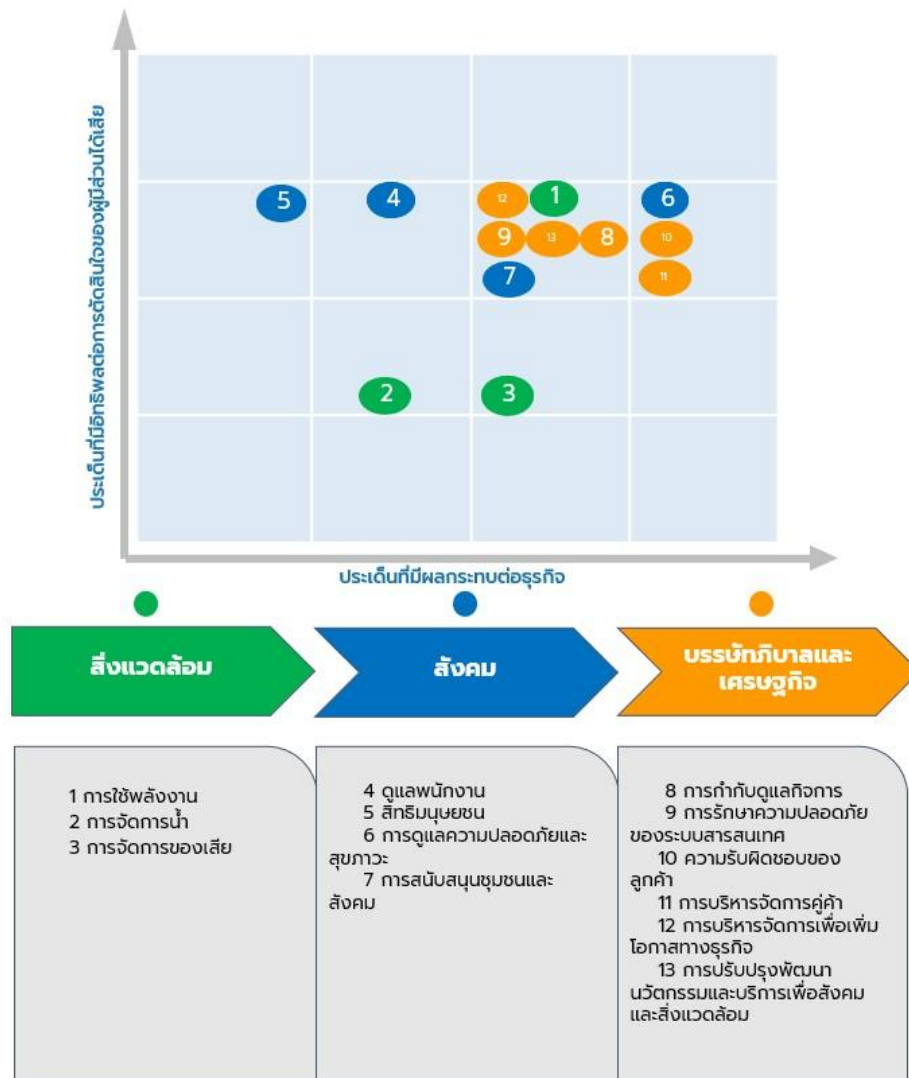 ประเด็นที่มีอิทธิพลต่อการตัดสินใจของผู้มีส่วนได้เสีย
5
4
12
1
6
9
13
8
10
7
11
2
3
ประเด็นที่มีผลกระทบต่อธุรกิจ
สิ่งแวดล้อม
สังคม
บรรษัทภิบาลและ
เศรษฐกิจ
1 การใช้พลังงาน
2 การจัดการน้ำ
3 การจัดการของเสีย
4 ดูแลพนักงาน
5 สิทธิมนุษยชน
6 การดูแลความปลอดภัยและ
สุขภาวะ
7 การสนับสนุนชุมชนและ
สังคม
8 การกำกับดูแลกิจการ
9 การรักษาความปลอดภัย
ของระบบสารสนเทศ
10 ความรับผิดชอบของ
ลูกค้า
11 การบริหารจัดการคู่ค้า
12 การบริหารจัดการเพื่อเพิ่ม
โอกาสทางธุรกิจ
13 การปรับปรุงพัฒนา
นวัตกรรมและบริการเพื่อสังคม
และสิ่งแวดล้อม